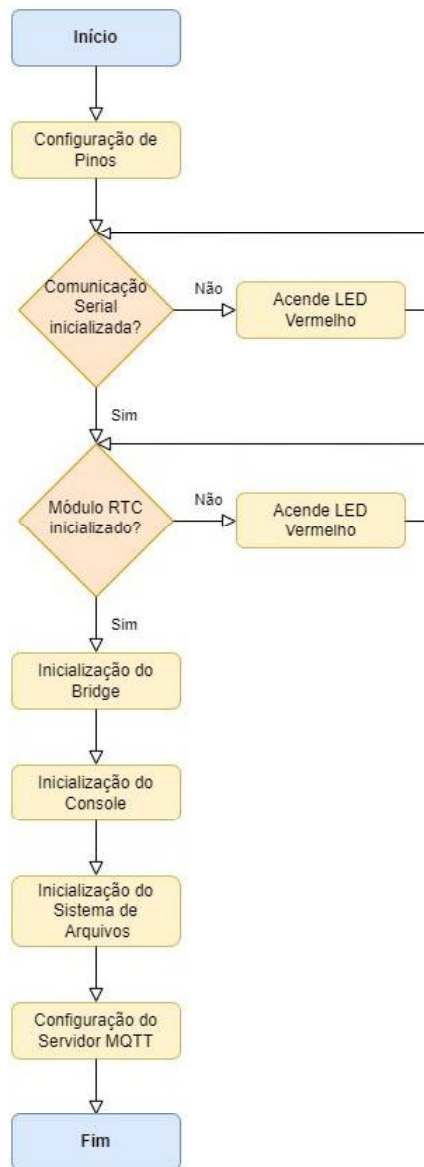 Início
Configuração de
Pinos
Comunicação
Serial
inicializada?
Não
Acende LED
Vermelho
Sim
Módulo RTC
inicializado?
Não
Acende LED
Vermelho
Sim
Inicialização do
Bridge
Inicialização do
Console
Inicialização do
Sistema de
Arquivos
Configuração do
Servidor MQTT
Fim